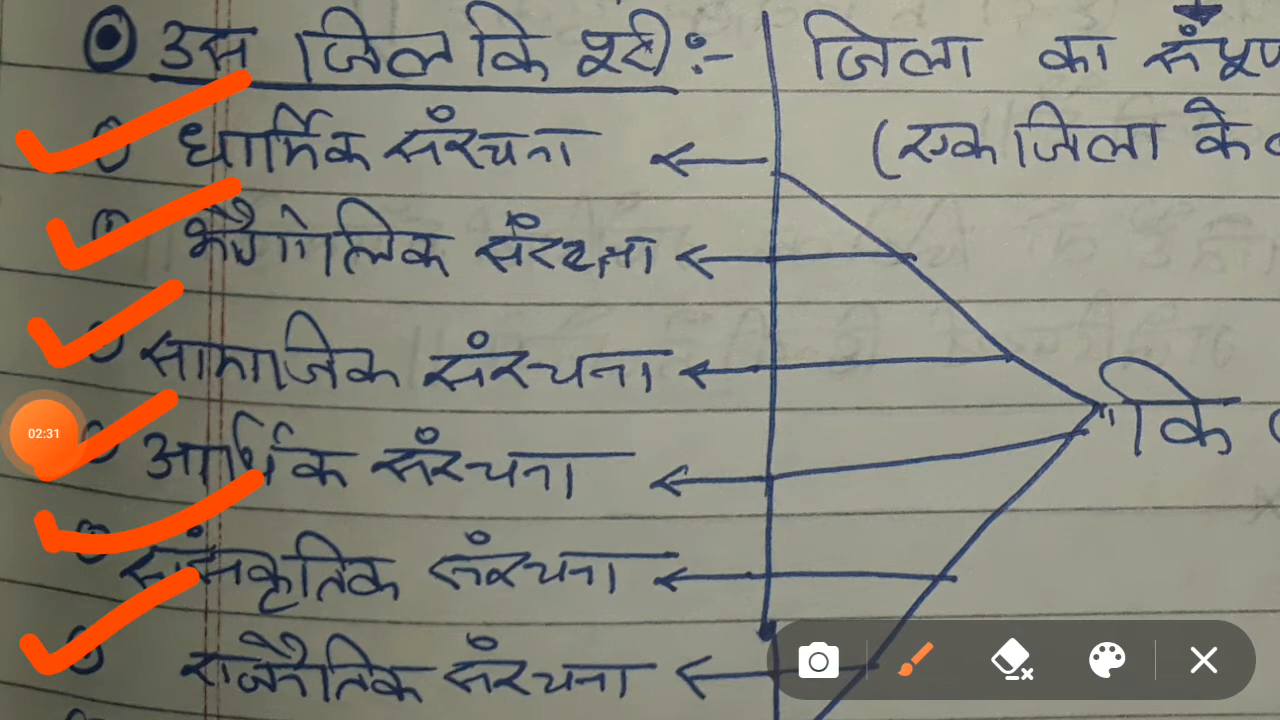 उस जिल कि
जिला का संपूर्ण
धार्मिक संरचना
(एक जिला के
भौगोलिक संरचना
सामाजिक संरचना
आर्थिक संरचना
कि
02:31
सांस्कृतिक संरचना
राजनैतिक संरचना